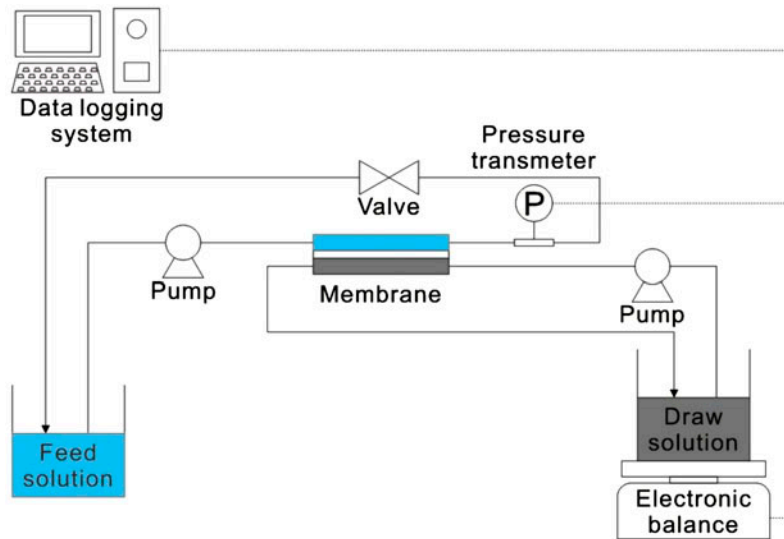 Data logging
system
Pressure
transmeter
P
Valve
Pump
Membrane
Pump
Feed
solution
Draw
solution
Electronic
balance